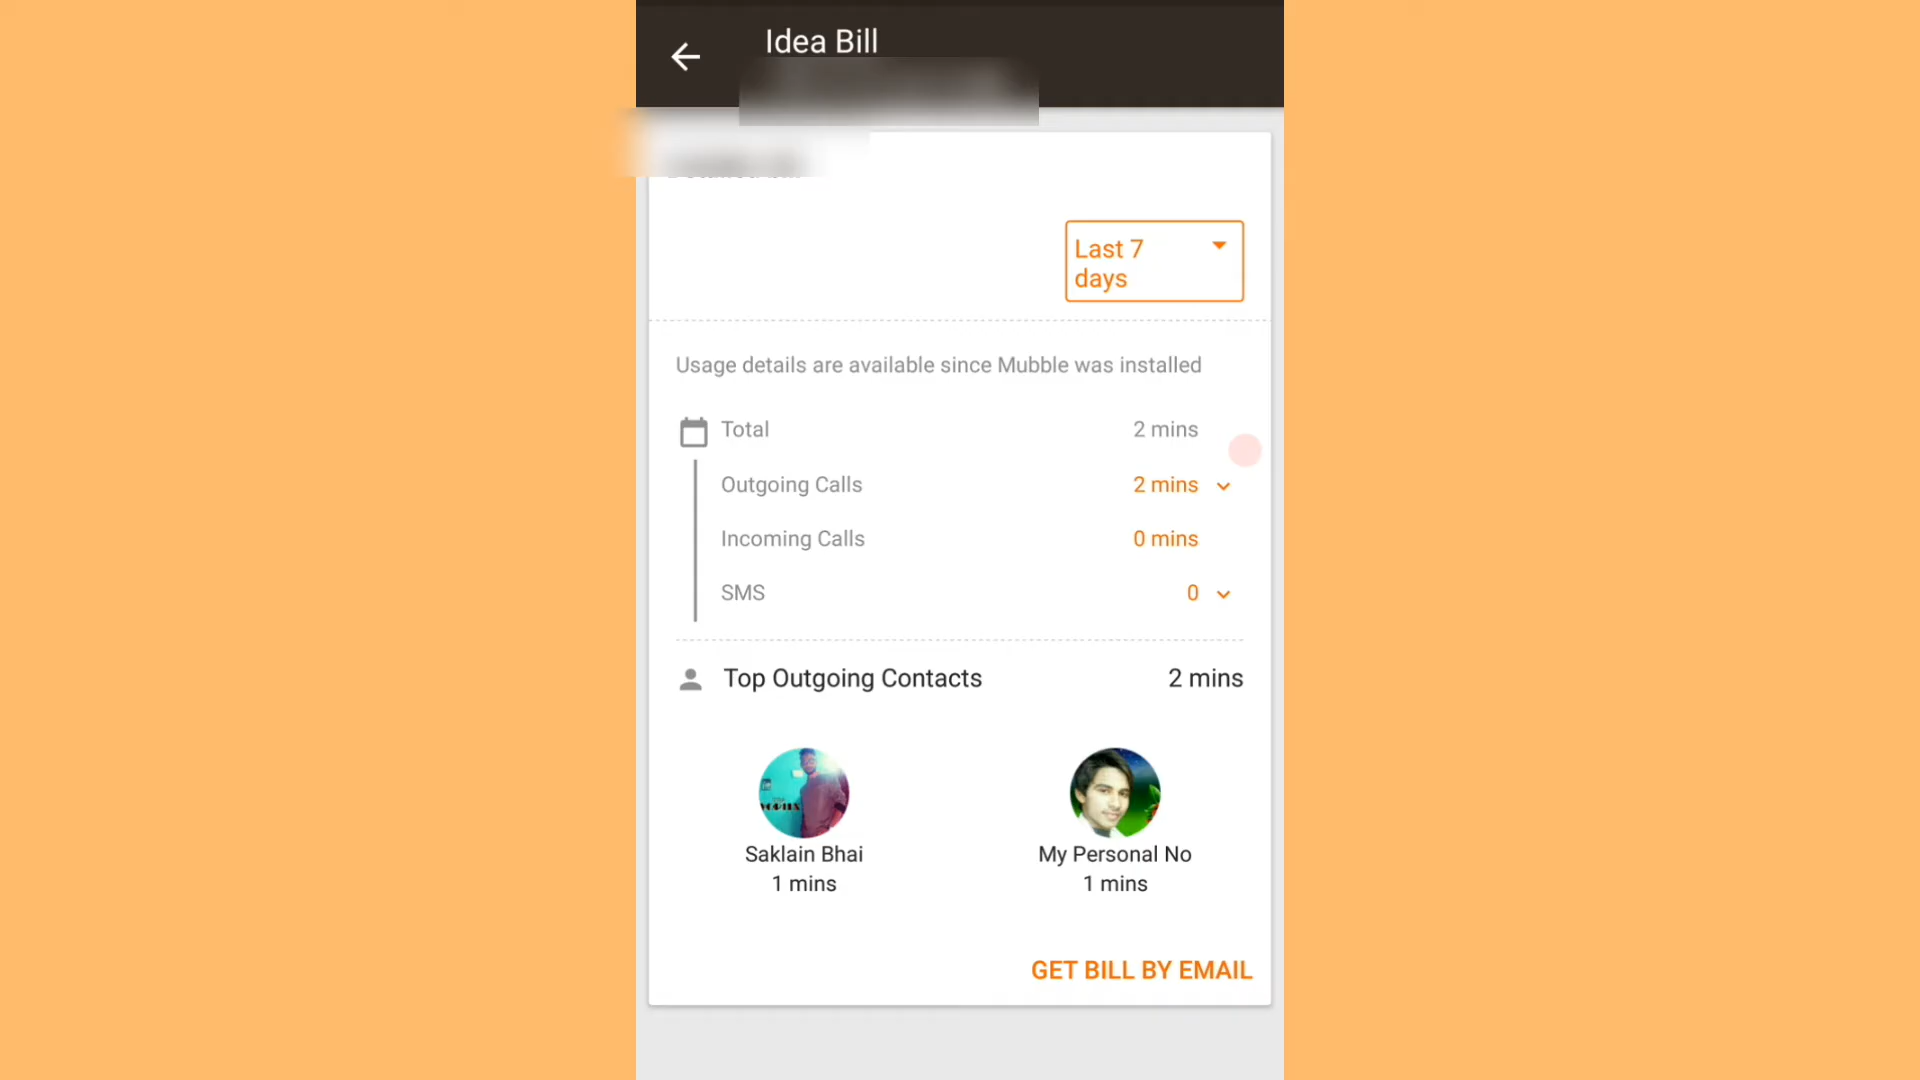 Idea Bill
Last 7
days
Usage details are available since Mubble was installed
Total 2 mins
Outgoing Calls 2 mins
Incoming Calls 0 mins
SMS 0
Top Outgoing Contacts 2 mins
Saklain Bhai
1 mins
My Personal No
1 mins
GET BILL BY EMAIL